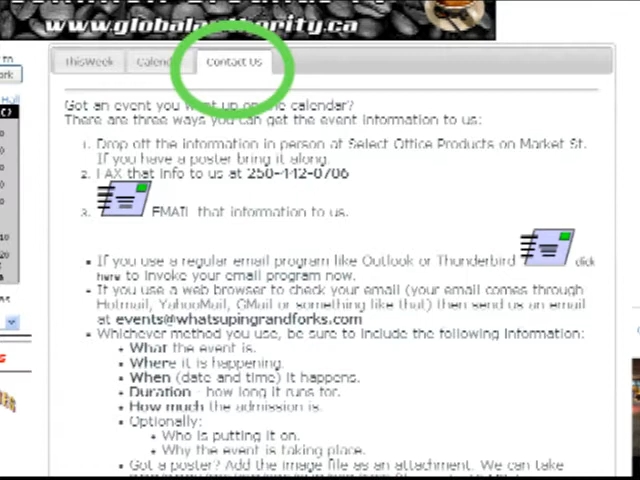 www.globalauthority.ca
ThisWeek
Contact Us
Got an event you want up on the calendar?
There are three ways you can get the event information to us:
1. Drop off the information in person at Select Office Products on Market St.
If you have a poster bring it along.
2. FAX that info to us at 250-442-0706
3. EMAIL that information to us.
If you use a regular email program like Outlook or Thunderbird click
here to invoke your email program now.
If you use a web browser to check your email (your email comes through
Hotmail, YahooMail, GMail or something like that) then send us an email
at events@whatsupingrandforks.com
Whichever method you use, be sure to include the following information:
What the event is.
Where it is happening.
When (date and time) it happens.
Duration - how long it runs for.
How much the admission is.
Optionally:
Who is putting it on.
Why the event is taking place.
Got a poster? Add the image file as an attachment. We can take